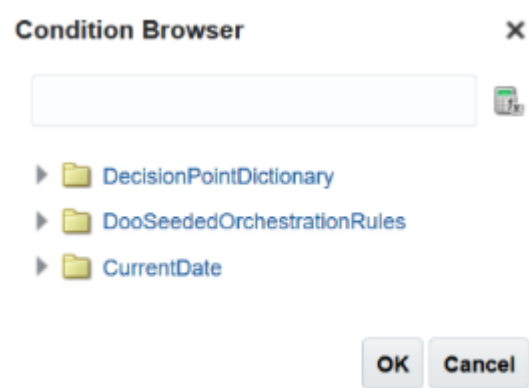 Condition Browser
DecisionPointDictionary
DooSeededOrchestrationRules
CurrentDate
OK Cancel